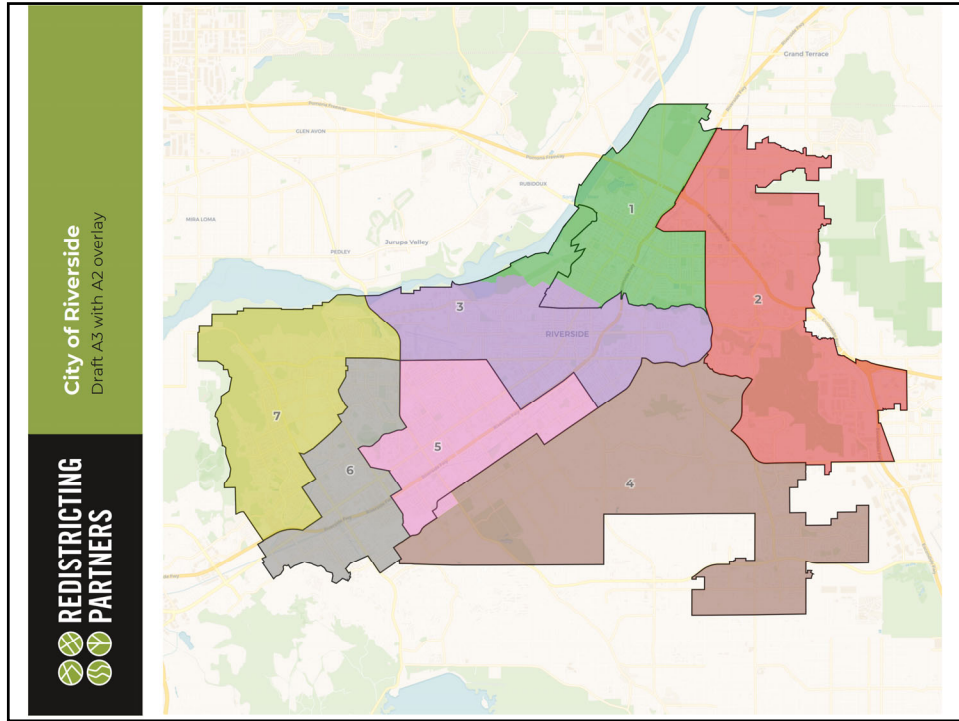 City of Riverside
Draft A3 with A2 overlay
REDISTRICTING
PARTNERS
Grand Terrace
GLEN AVON
RUBIDOUX
MIRA LOMA
Jurupa Valley
PEDLEY
1
2
3
RIVERSIDE
4
5
6
7